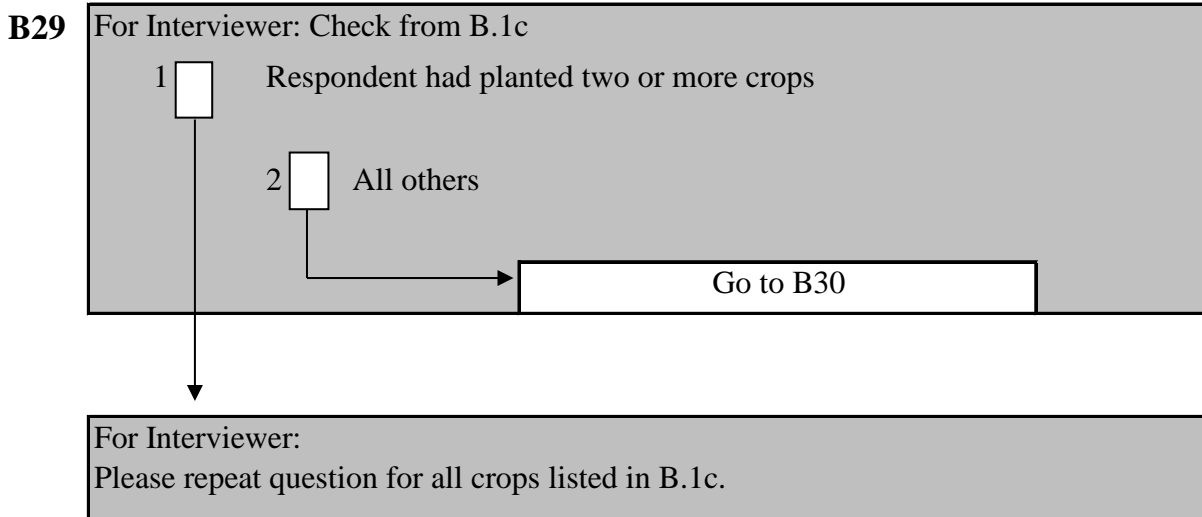 B29 For Interviewer: Check from B.1c
1 Respondent had planted two or more crops
2 All others
Go to B30
For Interviewer:
Please repeat question for all crops listed in B.1c.